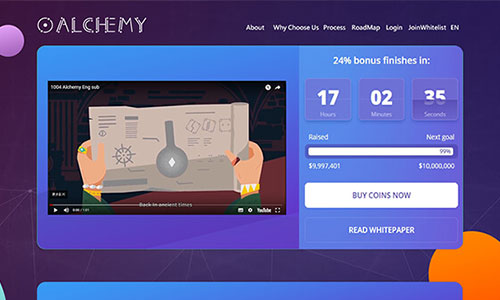 ALCHEMY
About Why Choose Us Process RoadMap Login JoinWhitelist EN
1004 Alchemy Eng sub
Back in ancient times
0:08 / 1:01
YouTube
24% bonus finishes in:
17 02 35
Hours Minutes Seconds
Raised Next goal
99%
$9,997,401 $10,000,000
BUY COINS NOW
READ WHITEPAPER